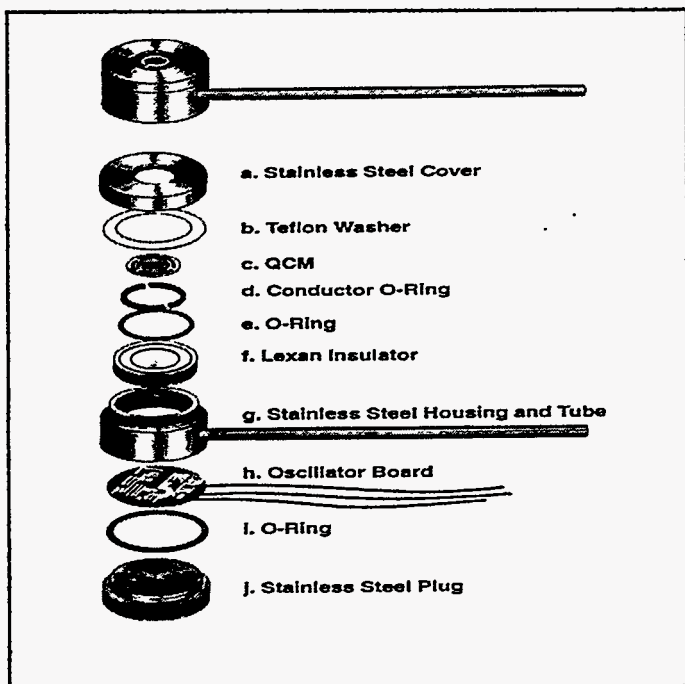 a. Stainless Steel Cover
b. Teflon Washer
c. QCM
d. Conductor O-Ring
e. O-Ring
f. Lexan Insulator
g. Stainless Steel Housing and Tube
h. Oscillator Board
i. O-Ring
j. Stainless Steel Plug